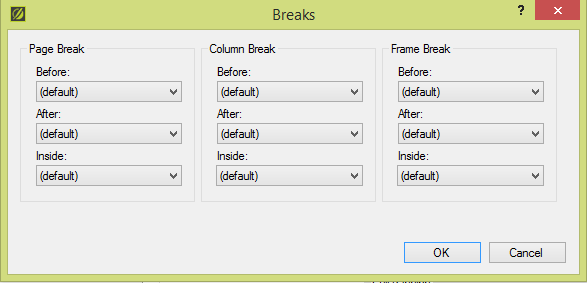 Breaks
?
Page Break
Before:
(default)
After:
(default)
Inside:
(default)
Column Break
Before:
(default)
After:
(default)
Inside:
(default)
Frame Break
Before:
(default)
After:
(default)
Inside:
(default)
OK
Cancel